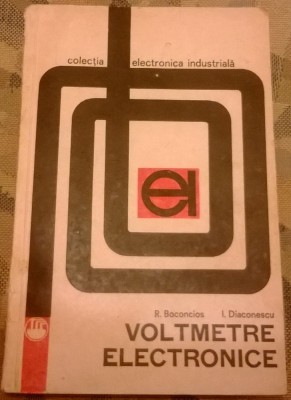 colecția electronica industrială
ei
R. Boconcios I. Diaconescu
VOLTMETRE
ELECTRONICE